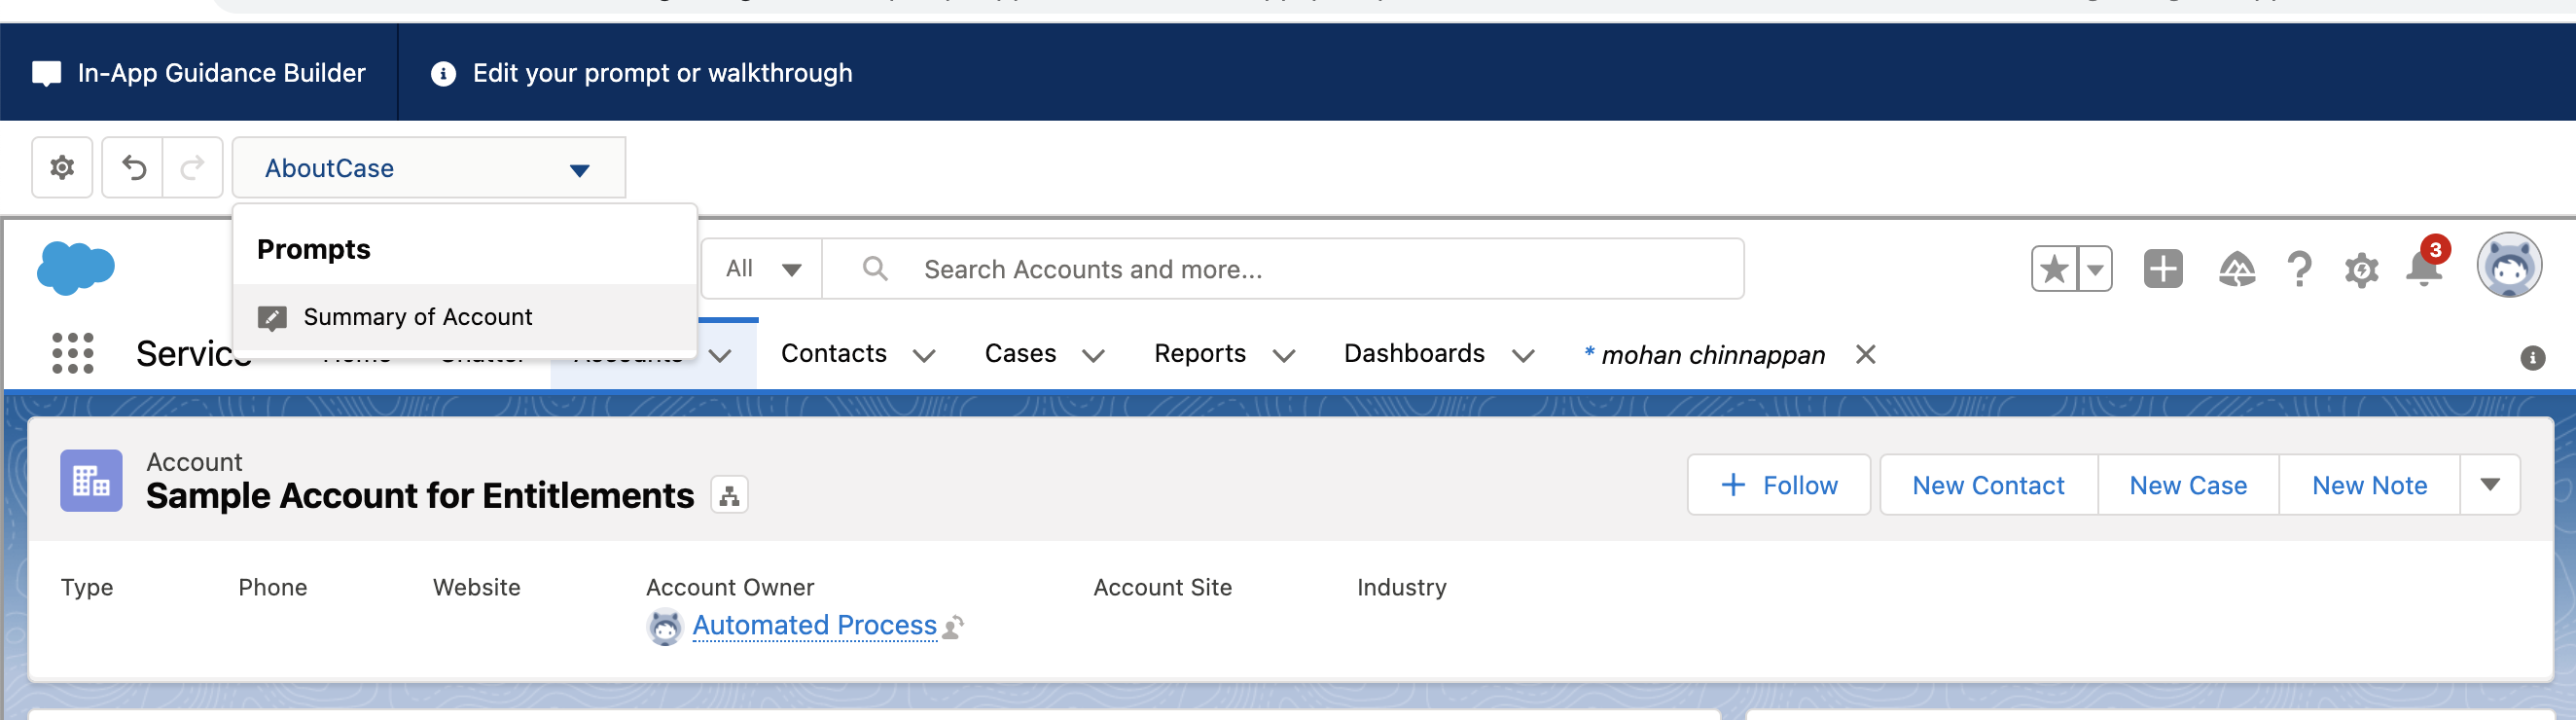 In-App Guidance Builder
Edit your prompt or walkthrough
AboutCase
Prompts
Summary of Account
All
Search Accounts and more...
3
Service
Contacts
Cases
Reports
Dashboards
* mohan chinnappan
Account
Sample Account for Entitlements
Follow
New Contact
New Case
New Note
Type
Phone
Website
Account Owner
Account Site
Industry
Automated Process